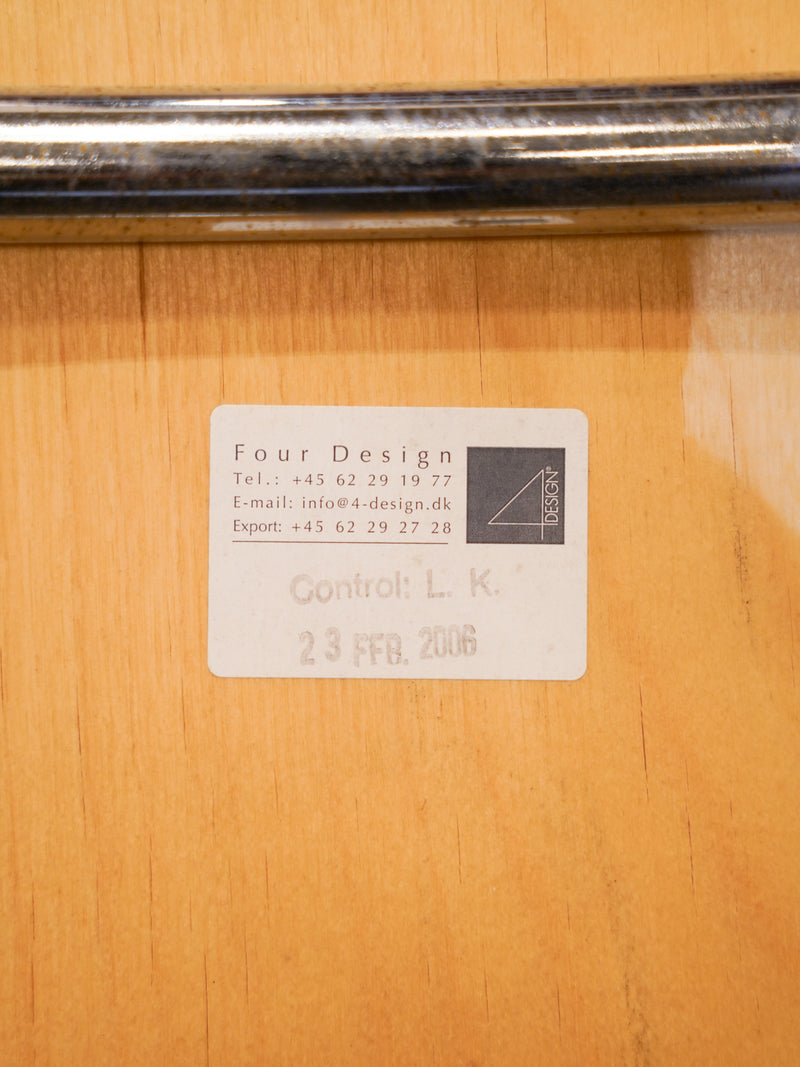 Four Design
Tel.: +45 62 29 19 77
E-mail: info@4-design.dk
Export: +45 62 29 27 28
4 DESIGN®
Control: L. K.
23 FEB. 2006